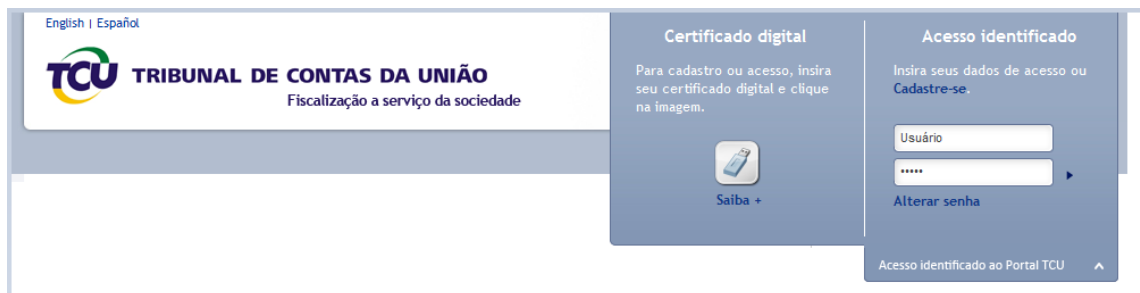 English | Español
TCU TRIBUNAL DE CONTAS DA UNIÃO
Fiscalização a serviço da sociedade
Certificado digital
Para cadastro ou acesso, insira
seu certificado digital e clique
na imagem.
Saiba +
Acesso identificado
Insira seus dados de acesso ou
Cadastre-se.
Usuário
•••••
Alterar senha
Acesso identificado ao Portal TCU